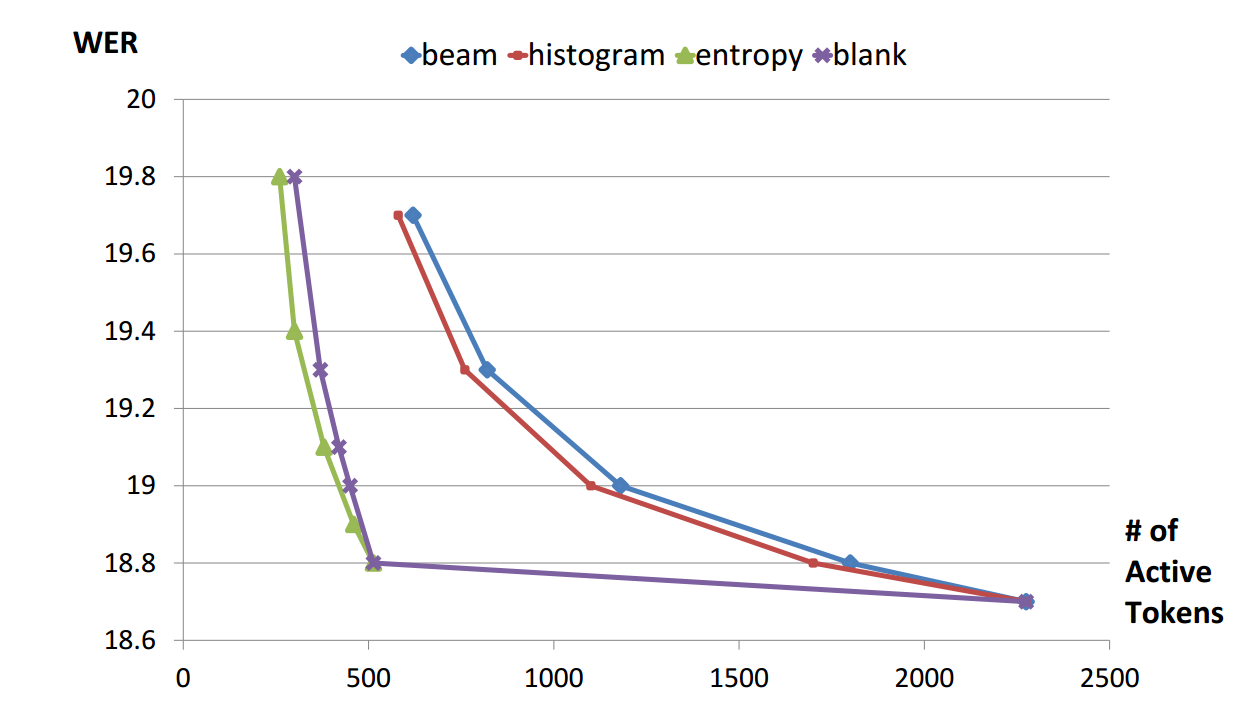 WER
beam histogram entropy blank
20
19.8
19.6
19.4
19.2
19
18.8
18.6
0 500 1000 1500 2000 2500
# of
Active
Tokens